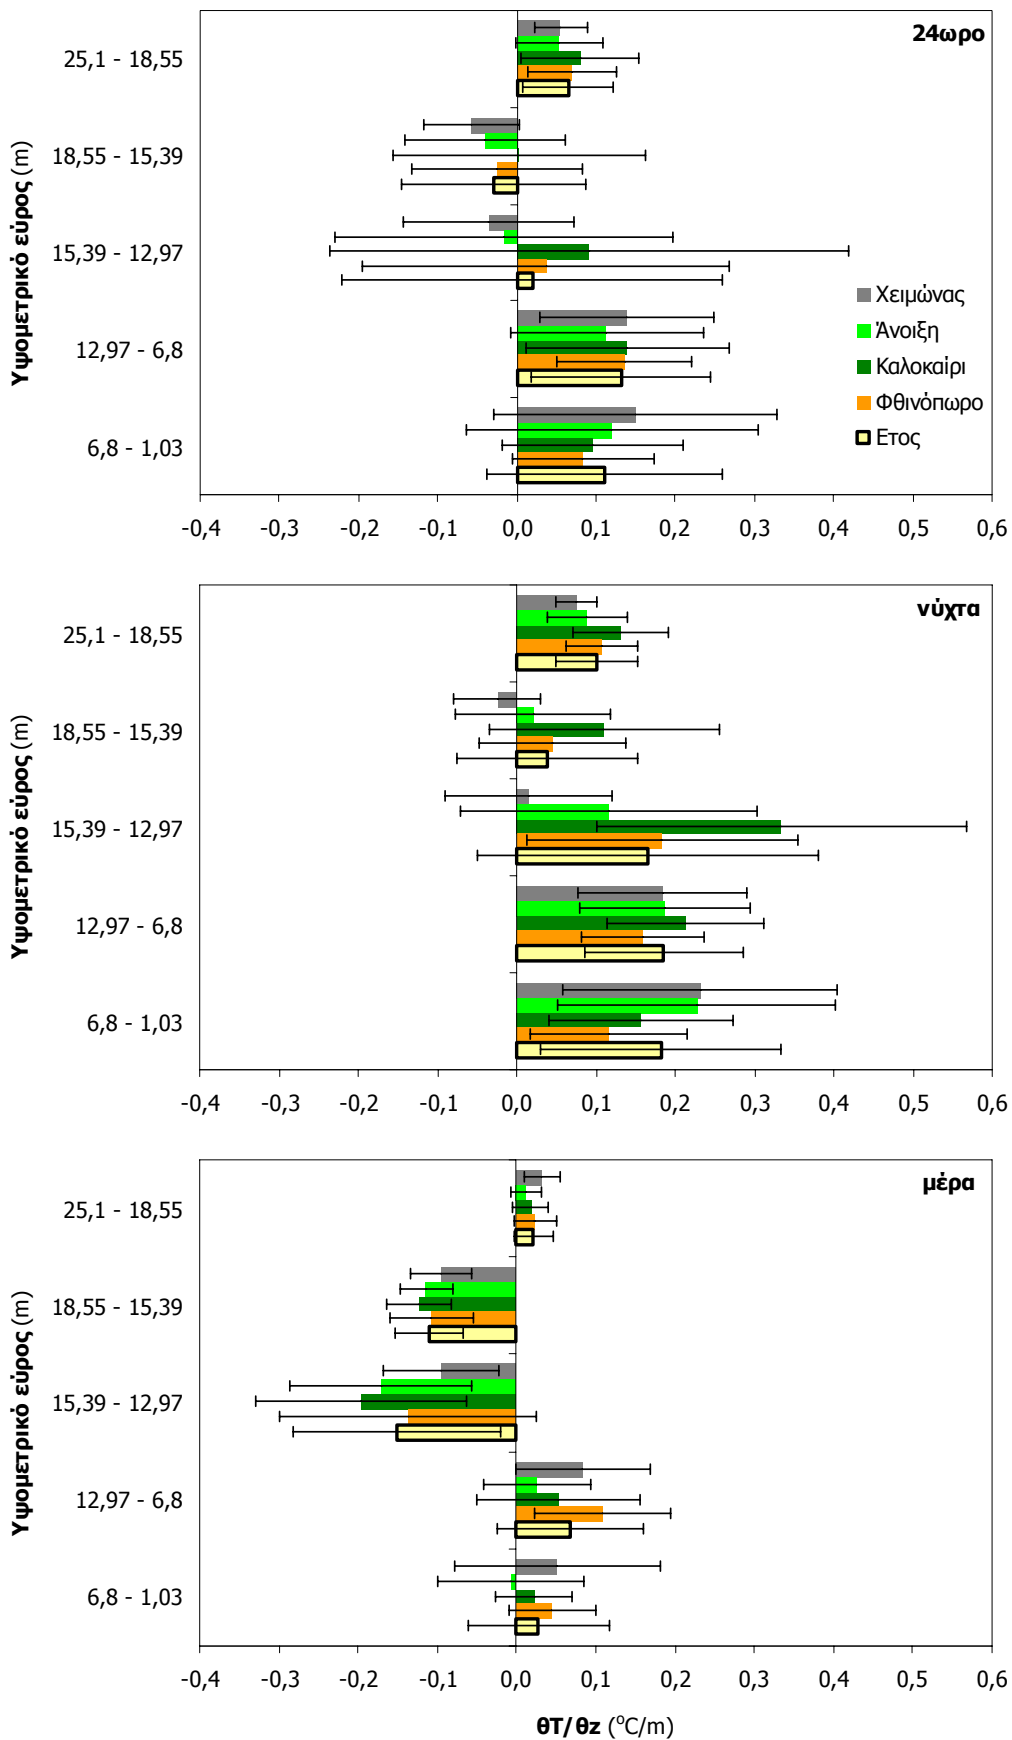 24ωρο
25,1 - 18,55
18,55 - 15,39
15,39 - 12,97
12,97 - 6,8
6,8 - 1,03
Υψομετρικό εύρος (m)
Χειμώνας
Άνοιξη
Καλοκαίρι
Φθινόπωρο
Ετος
-0,4 -0,3 -0,2 -0,1 0,0 0,1 0,2 0,3 0,4 0,5 0,6
νύχτα
25,1 - 18,55
18,55 - 15,39
15,39 - 12,97
12,97 - 6,8
6,8 - 1,03
Υψομετρικό εύρος (m)
-0,4 -0,3 -0,2 -0,1 0,0 0,1 0,2 0,3 0,4 0,5 0,6
μέρα
25,1 - 18,55
18,55 - 15,39
15,39 - 12,97
12,97 - 6,8
6,8 - 1,03
Υψομετρικό εύρος (m)
-0,4 -0,3 -0,2 -0,1 0,0 0,1 0,2 0,3 0,4 0,5 0,6
θT/θz (°C/m)